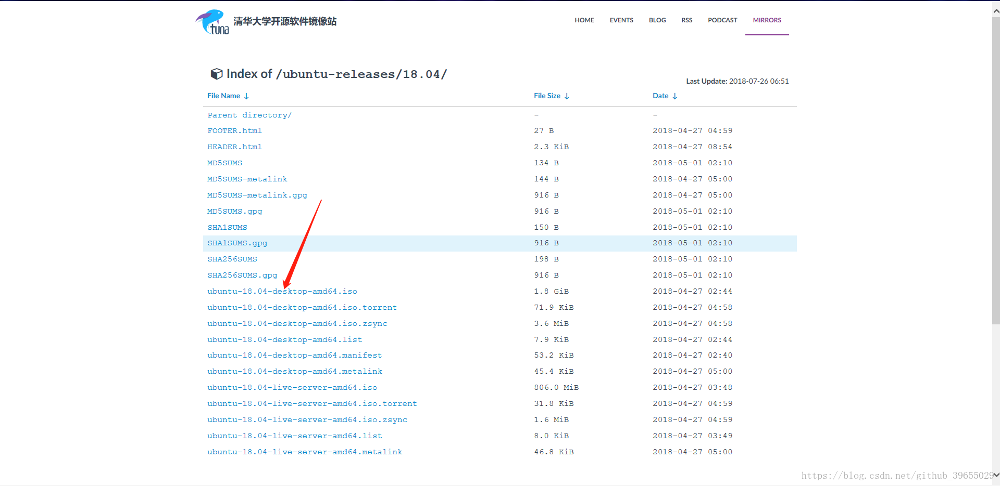 tuna 清华大学开源软件镜像站 HOME EVENTS BLOG RSS PODCAST MIRRORS
Index of /ubuntu-releases/18.04/
Last Update: 2018-07-26 06:51
File Name ↓ File Size ↓ Date ↓
Parent directory/ - -
FOOTER.html 27 B 2018-04-27 04:59
HEADER.html 2.3 KiB 2018-04-27 08:54
MD5SUMS 134 B 2018-05-01 02:10
MD5SUMS-metalink 144 B 2018-04-27 05:00
MD5SUMS-metalink.gpg 916 B 2018-04-27 05:00
MD5SUMS.gpg 916 B 2018-05-01 02:10
SHA1SUMS 150 B 2018-05-01 02:10
SHA1SUMS.gpg 916 B 2018-05-01 02:10
SHA256SUMS 198 B 2018-05-01 02:10
SHA256SUMS.gpg 916 B 2018-05-01 02:10
ubuntu-18.04-desktop-amd64.iso 1.8 GiB 2018-04-27 02:44
ubuntu-18.04-desktop-amd64.iso.torrent 71.9 KiB 2018-04-27 04:58
ubuntu-18.04-desktop-amd64.iso.zsync 3.6 MiB 2018-04-27 04:58
ubuntu-18.04-desktop-amd64.list 7.9 KiB 2018-04-27 02:44
ubuntu-18.04-desktop-amd64.manifest 53.2 KiB 2018-04-27 02:40
ubuntu-18.04-desktop-amd64.metalink 45.4 KiB 2018-04-27 05:00
ubuntu-18.04-live-server-amd64.iso 806.0 MiB 2018-04-27 03:48
ubuntu-18.04-live-server-amd64.iso.torrent 31.8 KiB 2018-04-27 04:59
ubuntu-18.04-live-server-amd64.iso.zsync 1.6 MiB 2018-04-27 04:59
ubuntu-18.04-live-server-amd64.list 8.0 KiB 2018-04-27 03:49
ubuntu-18.04-live-server-amd64.metalink 46.8 KiB 2018-04-27 05:00
https://blog.csdn.net/github_39655029